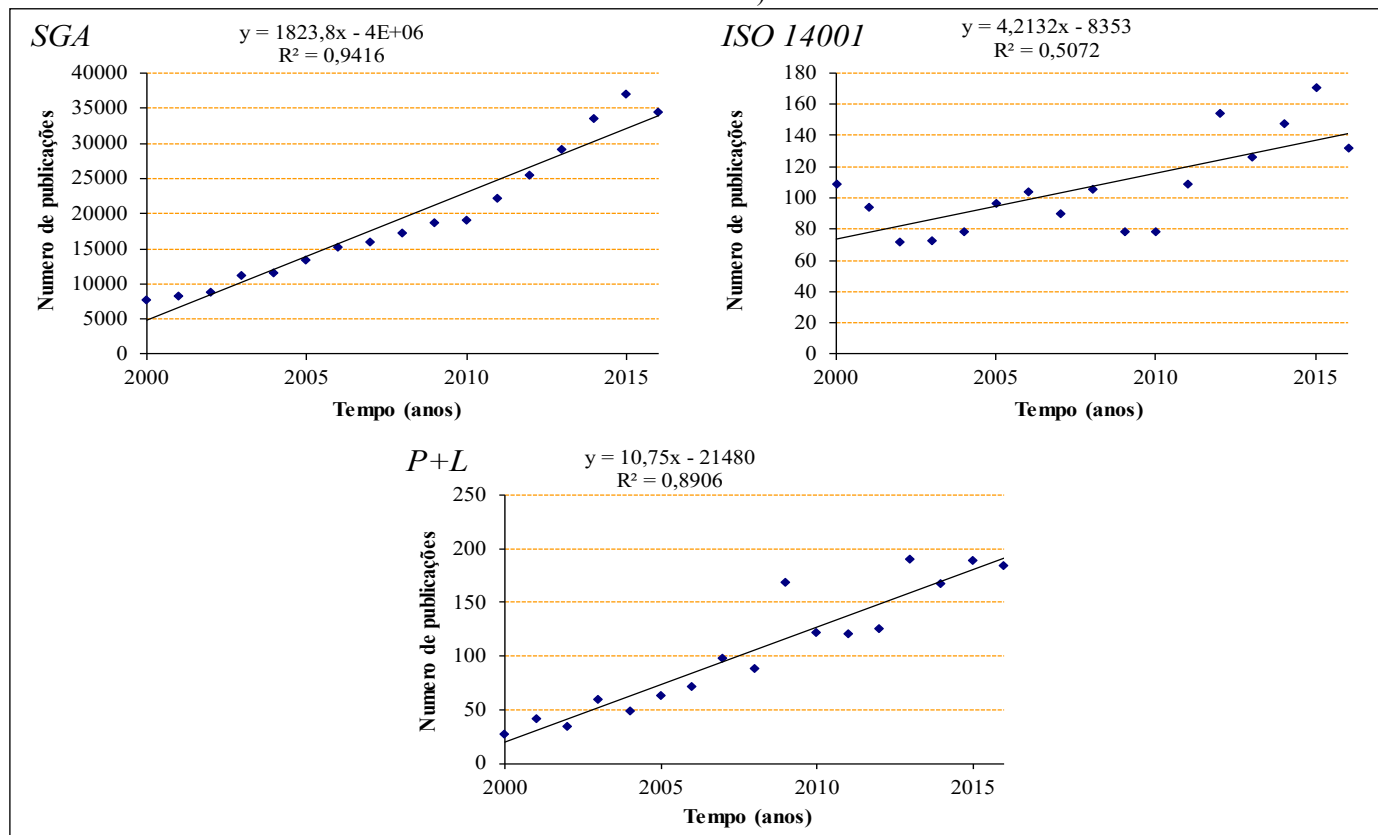 )
SGA
y = 1823,8x - 4E+06
R² = 0,9416
Numero de publicações
40000
35000
30000
25000
20000
15000
10000
5000
0
2000 2005 2010 2015
Tempo (anos)
ISO 14001
y = 4,2132x - 8353
R² = 0,5072
Numero de publicações
180
160
140
120
100
80
60
40
20
0
2000 2005 2010 2015
Tempo (anos)
P+L
y = 10,75x - 21480
R² = 0,8906
Numero de publicações
250
200
150
100
50
0
2000 2005 2010 2015
Tempo (anos)